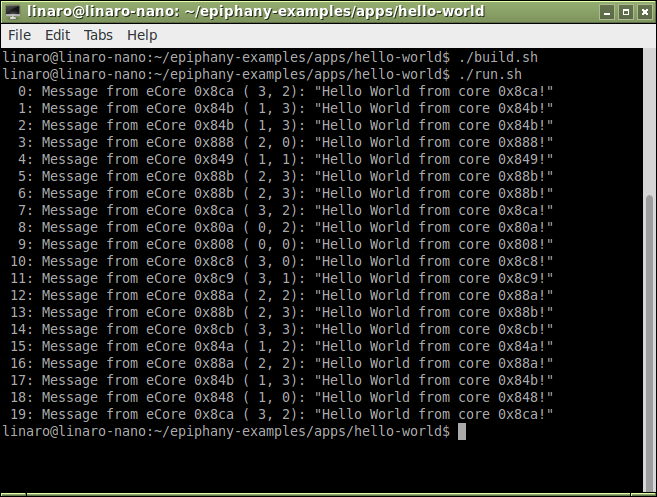 linaro@linaro-nano: ~/epiphany-examples/apps/hello-world
File Edit Tabs Help
linaro@linaro-nano:~/epiphany-examples/apps/hello-world$ ./build.sh
linaro@linaro-nano:~/epiphany-examples/apps/hello-world$ ./run.sh
  0: Message from eCore 0x8ca ( 3, 2): "Hello World from core 0x8ca!"
  1: Message from eCore 0x84b ( 1, 3): "Hello World from core 0x84b!"
  2: Message from eCore 0x84b ( 1, 3): "Hello World from core 0x84b!"
  3: Message from eCore 0x888 ( 2, 0): "Hello World from core 0x888!"
  4: Message from eCore 0x849 ( 1, 1): "Hello World from core 0x849!"
  5: Message from eCore 0x88b ( 2, 3): "Hello World from core 0x88b!"
  6: Message from eCore 0x88b ( 2, 3): "Hello World from core 0x88b!"
  7: Message from eCore 0x8ca ( 3, 2): "Hello World from core 0x8ca!"
  8: Message from eCore 0x80a ( 0, 2): "Hello World from core 0x80a!"
  9: Message from eCore 0x808 ( 0, 0): "Hello World from core 0x808!"
 10: Message from eCore 0x8c8 ( 3, 0): "Hello World from core 0x8c8!"
 11: Message from eCore 0x8c9 ( 3, 1): "Hello World from core 0x8c9!"
 12: Message from eCore 0x88a ( 2, 2): "Hello World from core 0x88a!"
 13: Message from eCore 0x88b ( 2, 3): "Hello World from core 0x88b!"
 14: Message from eCore 0x8cb ( 3, 3): "Hello World from core 0x8cb!"
 15: Message from eCore 0x84a ( 1, 2): "Hello World from core 0x84a!"
 16: Message from eCore 0x88a ( 2, 2): "Hello World from core 0x88a!"
 17: Message from eCore 0x84b ( 1, 3): "Hello World from core 0x84b!"
 18: Message from eCore 0x848 ( 1, 0): "Hello World from core 0x848!"
 19: Message from eCore 0x8ca ( 3, 2): "Hello World from core 0x8ca!"
linaro@linaro-nano:~/epiphany-examples/apps/hello-world$